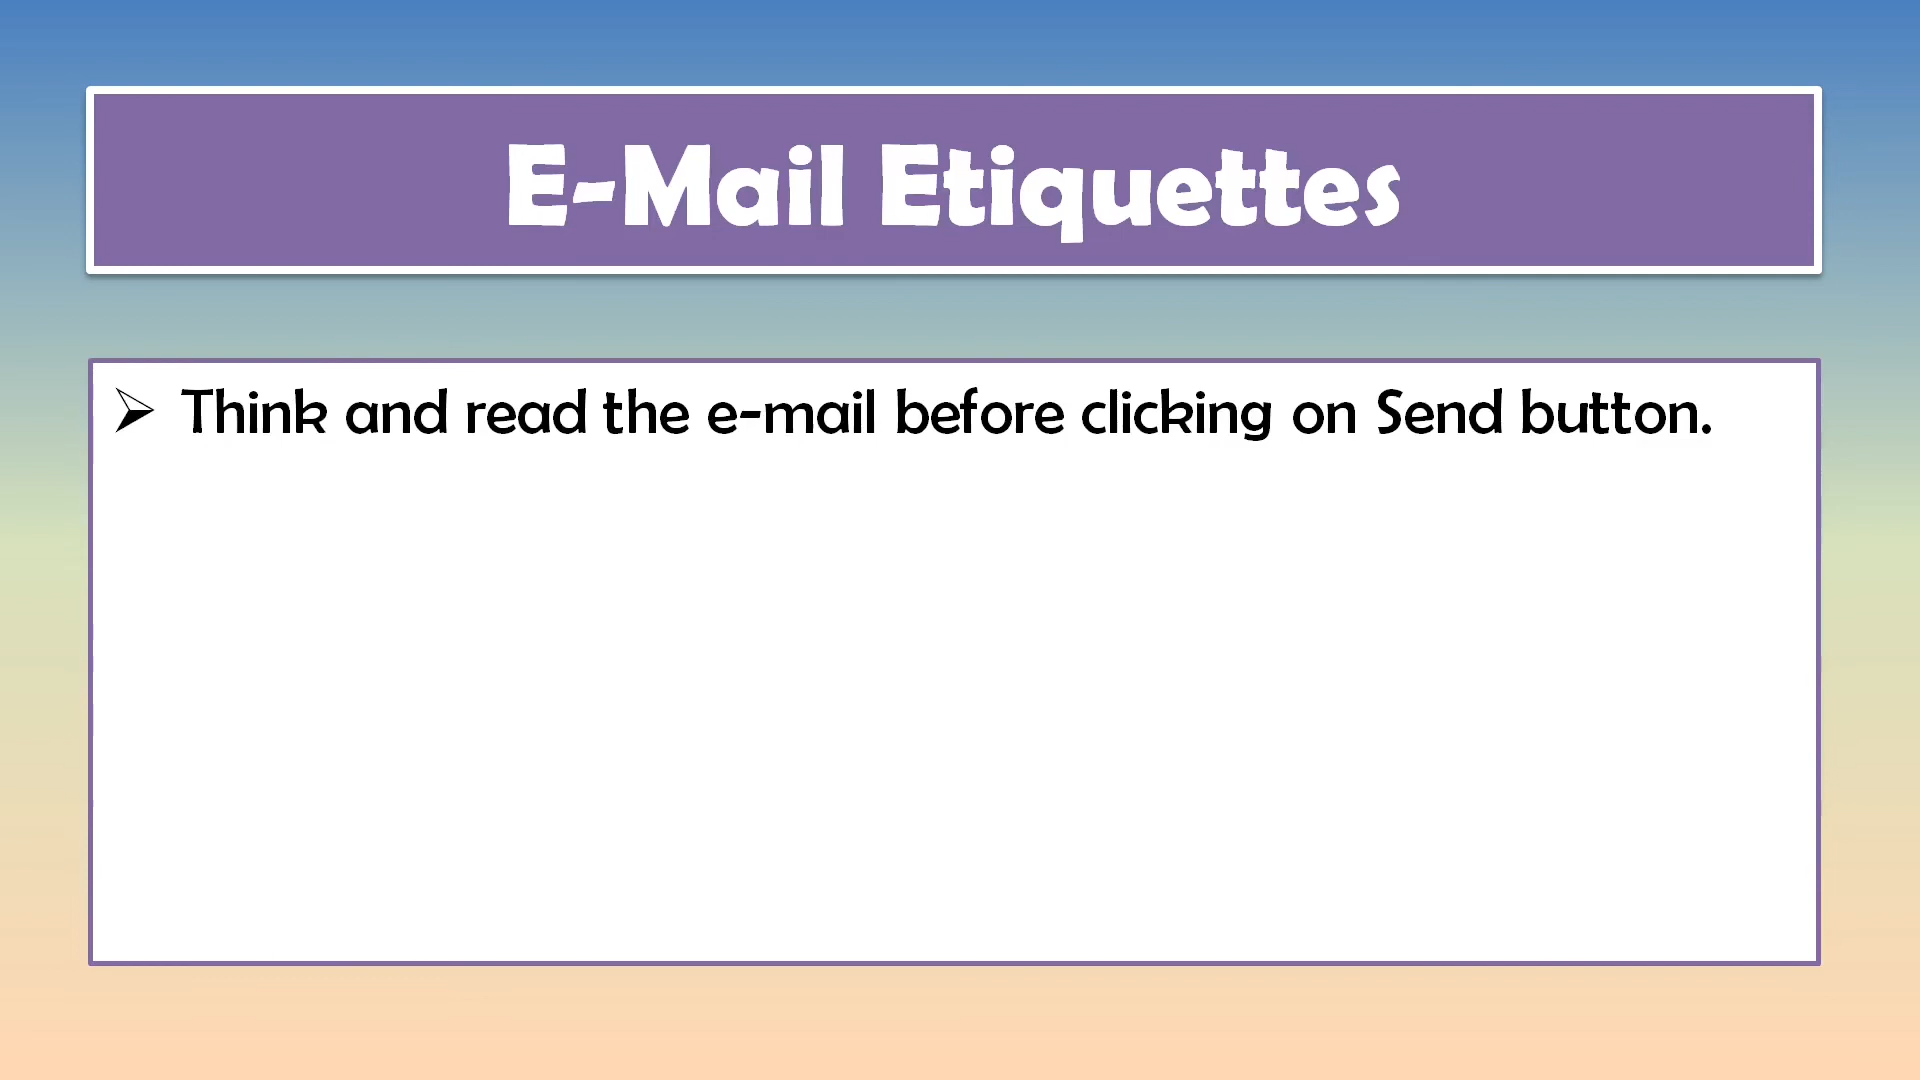 E-Mail Etiquettes
➢ Think and read the e-mail before clicking on Send button.